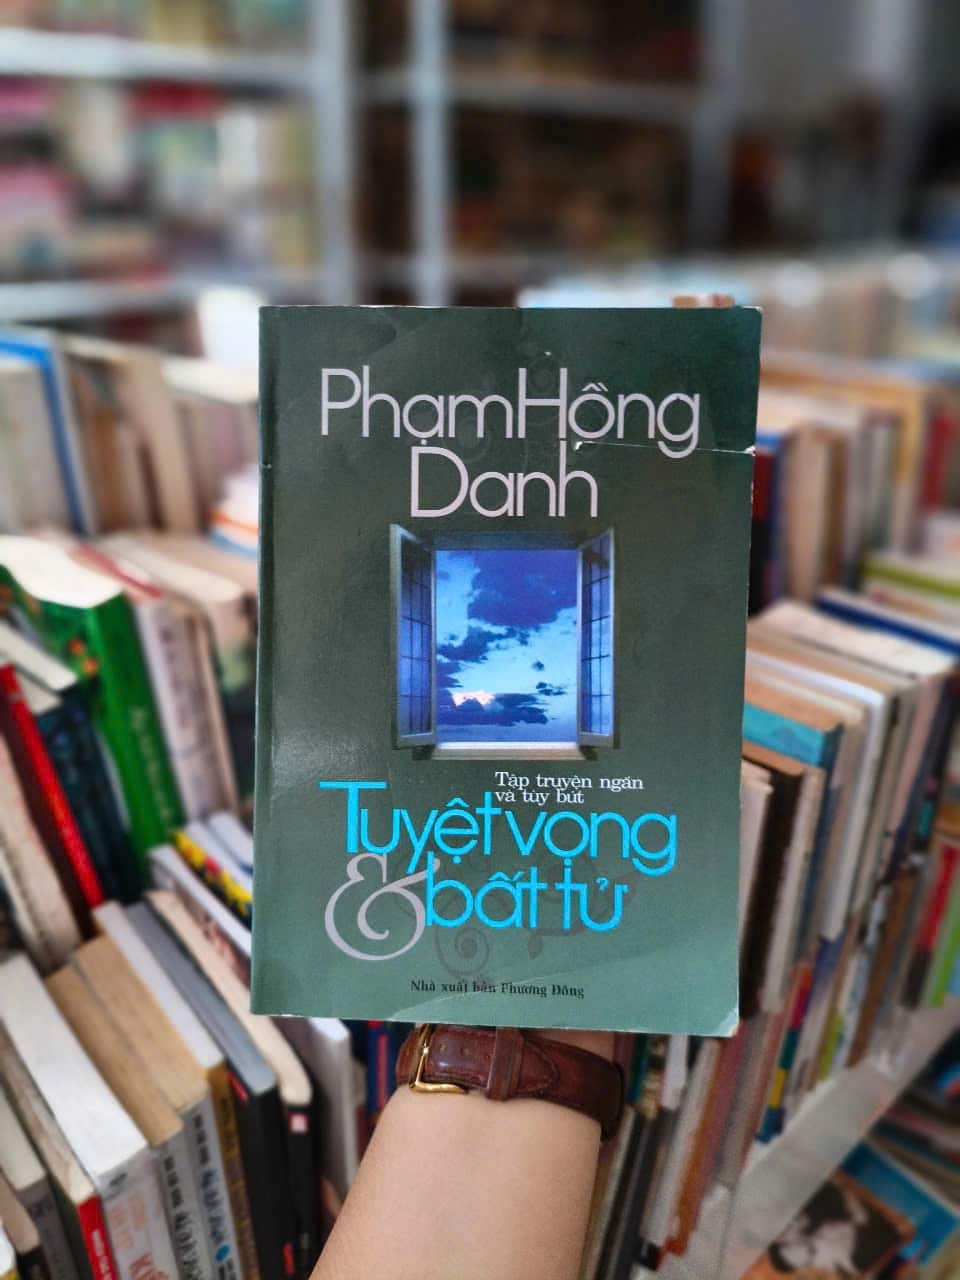 Phạm Hồng
Danh
Tập truyện ngắn
và tùy bút
Tuyệt vọng
& bất tử
Nhà xuất bản Phương Đông